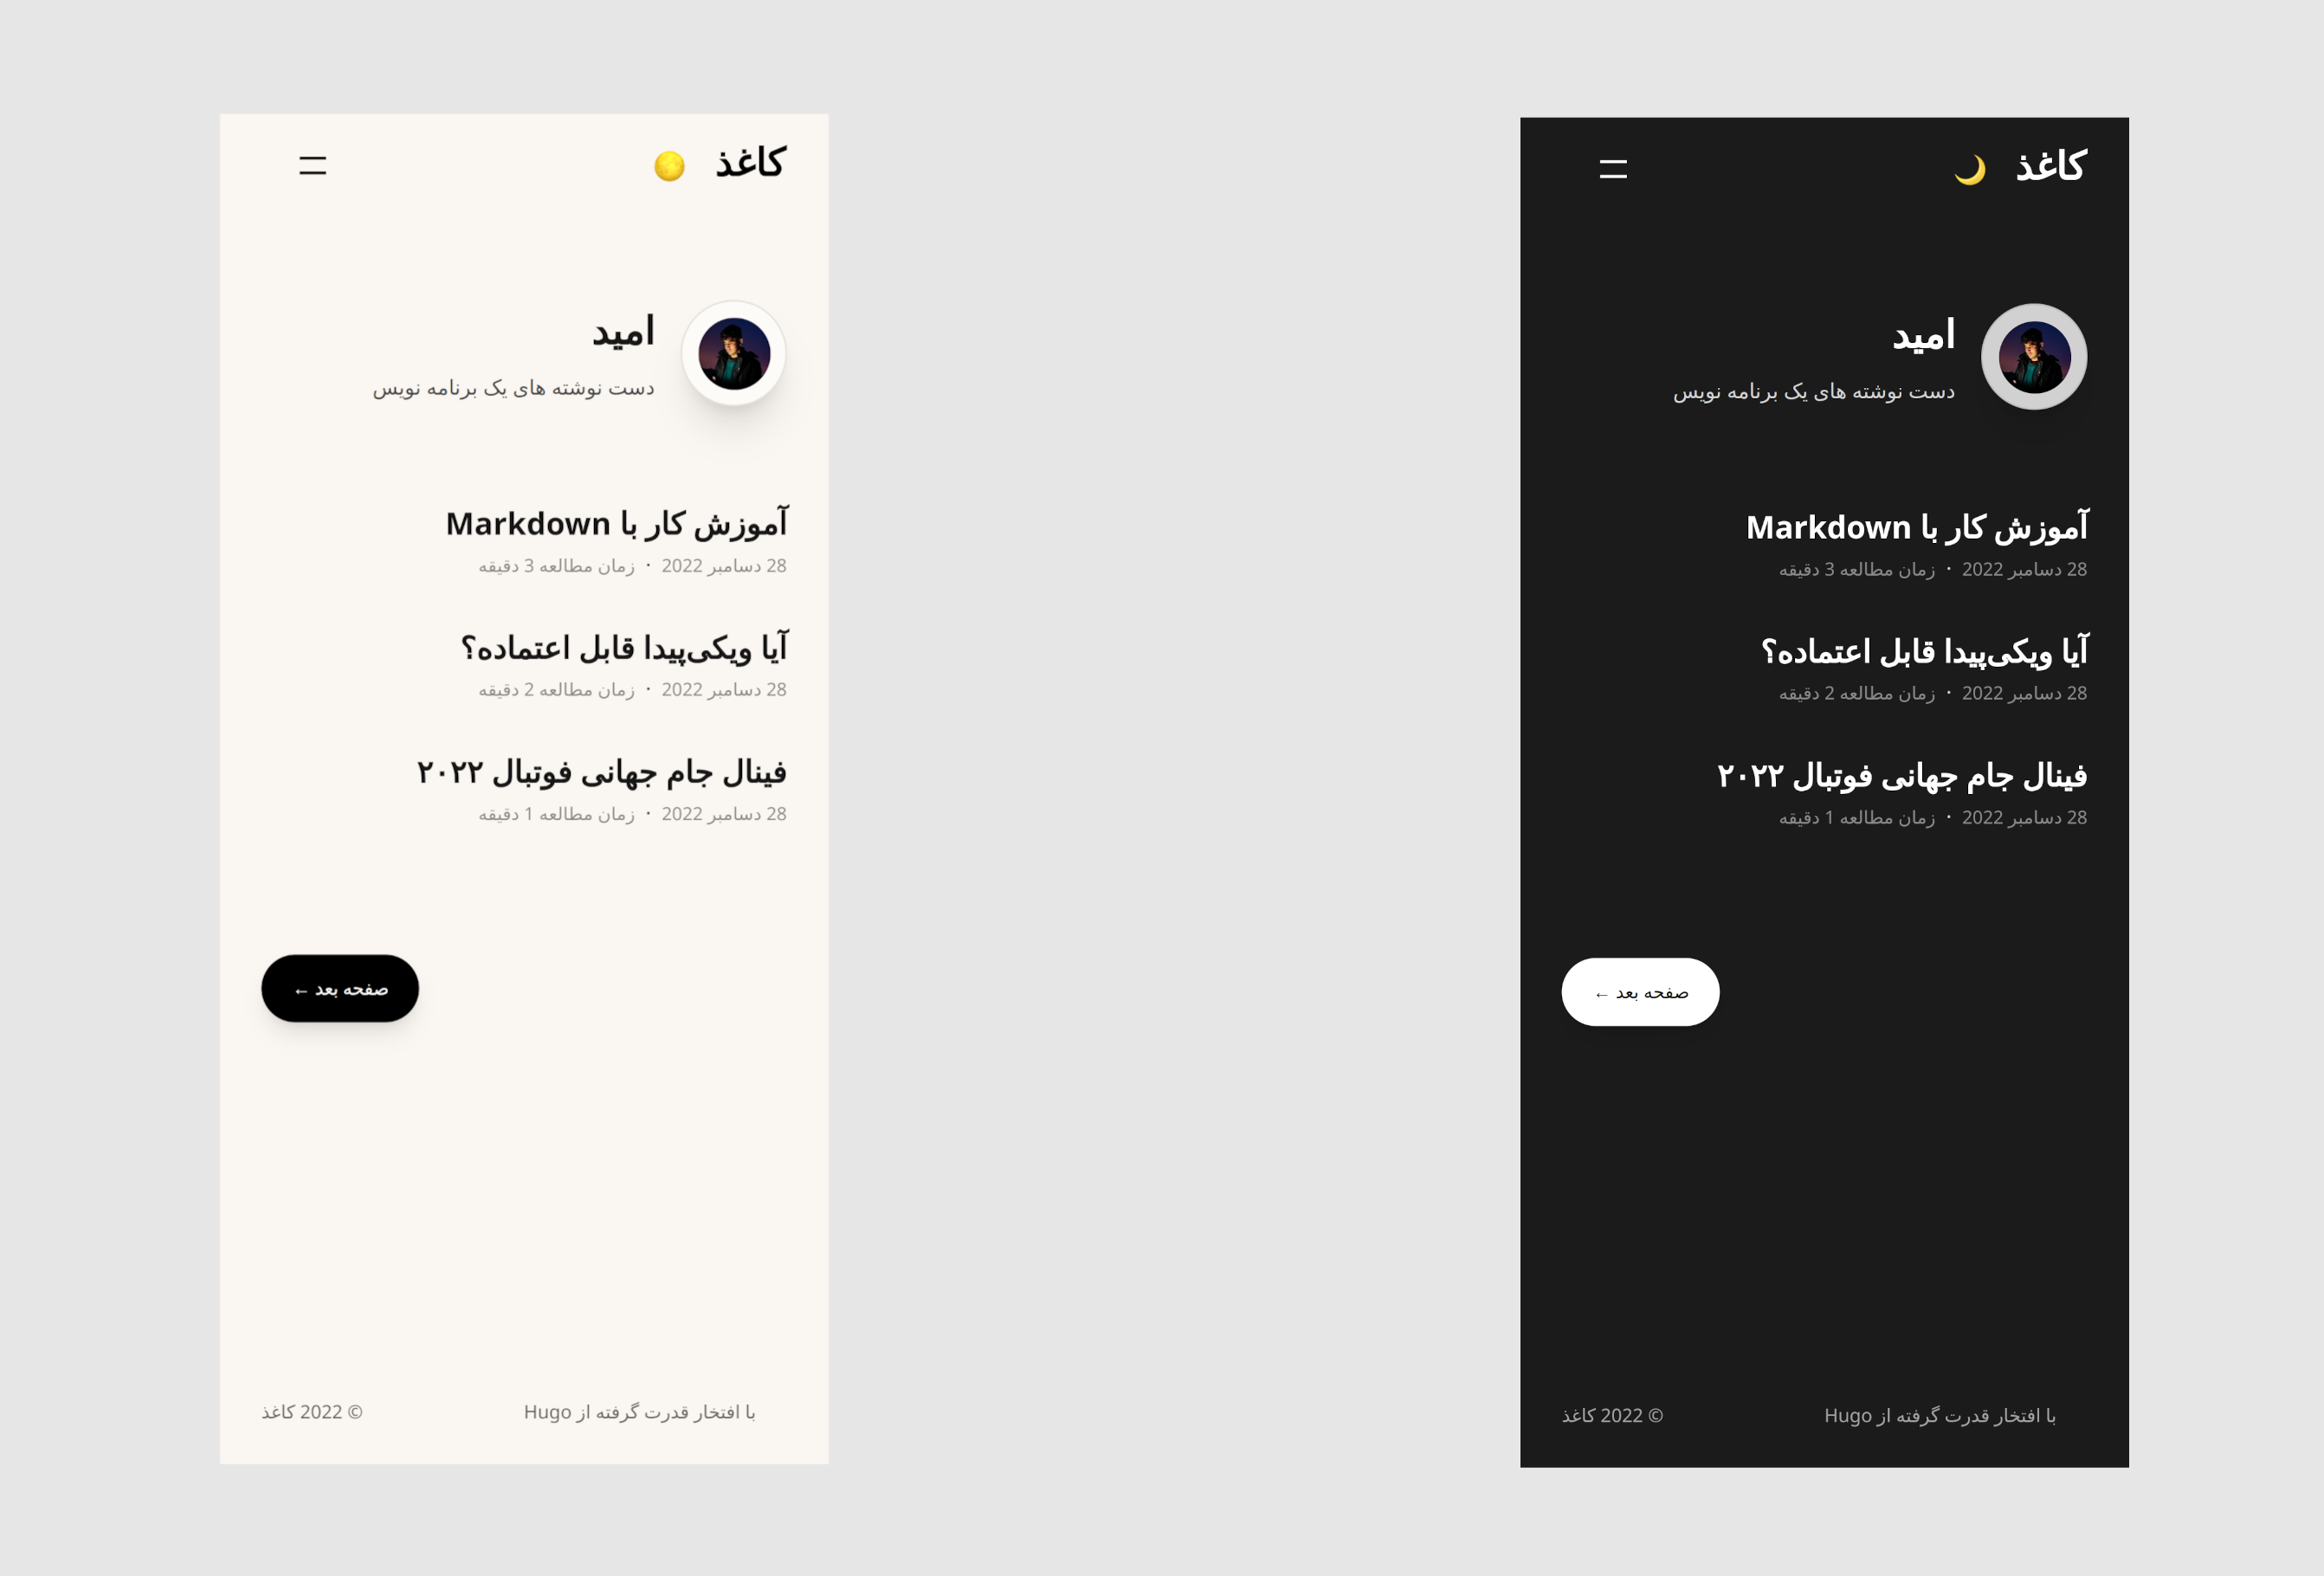 کاغذ
امید
دست نوشته های یک برنامه نویس
آموزش کار با Markdown
28 دسامبر 2022 · زمان مطالعه 3 دقیقه
آیا ویکی‌پیدا قابل اعتماده؟
28 دسامبر 2022 · زمان مطالعه 2 دقیقه
فینال جام جهانی فوتبال ۲۰۲۲
28 دسامبر 2022 · زمان مطالعه 1 دقیقه
صفحه بعد ←
با افتخار قدرت گرفته از Hugo
© 2022 کاغذ
کاغذ
امید
دست نوشته های یک برنامه نویس
آموزش کار با Markdown
28 دسامبر 2022 · زمان مطالعه 3 دقیقه
آیا ویکی‌پیدا قابل اعتماده؟
28 دسامبر 2022 · زمان مطالعه 2 دقیقه
فینال جام جهانی فوتبال ۲۰۲۲
28 دسامبر 2022 · زمان مطالعه 1 دقیقه
صفحه بعد ←
با افتخار قدرت گرفته از Hugo
© 2022 کاغذ